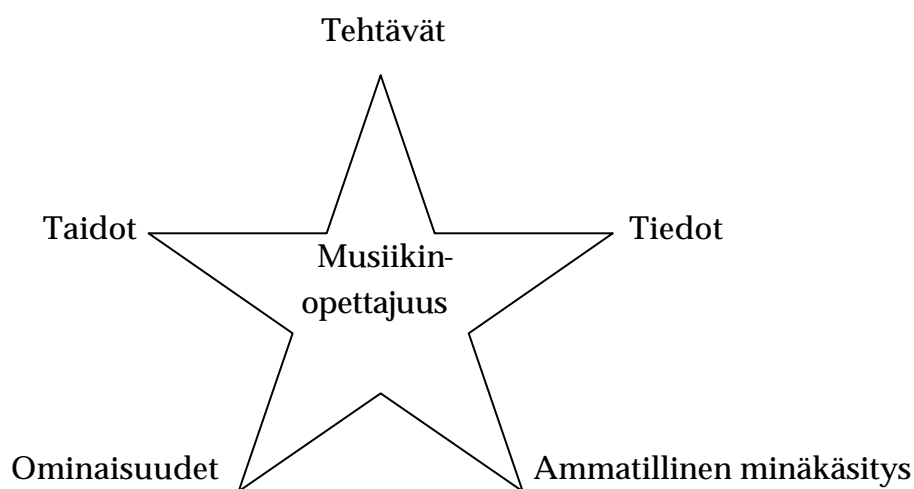 Tehtävät
Taidot
Tiedot
Musiikin-
opettajuus
Ominaisuudet
Ammatillinen minäkäsitys